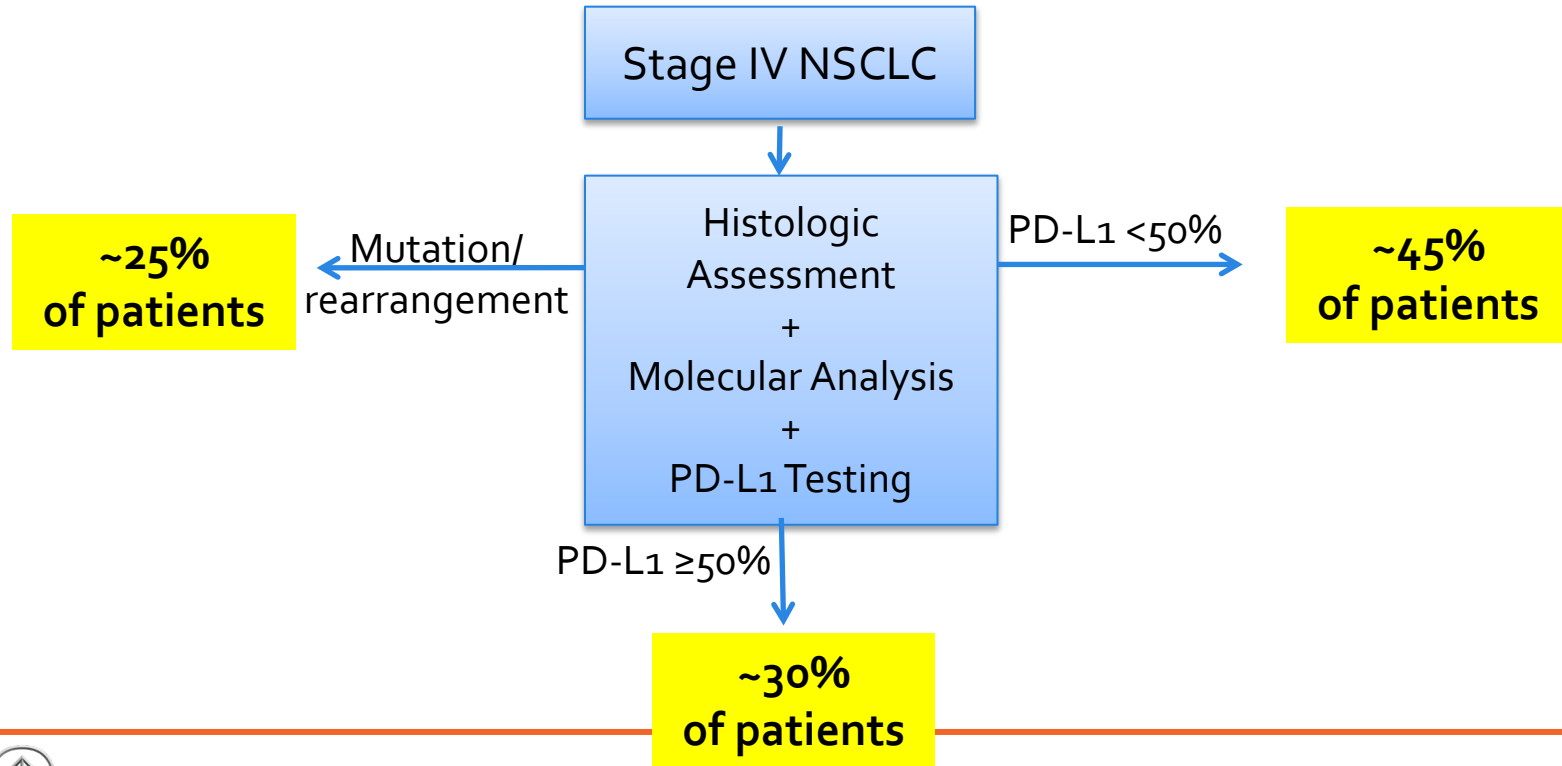 Stage IV NSCLC
Histologic
Assessment
+
Molecular Analysis
+
PD-L1 Testing
Mutation/
rearrangement
~25%
of patients
PD-L1 <50%
~45%
of patients
PD-L1 ≥50%
~30%
of patients